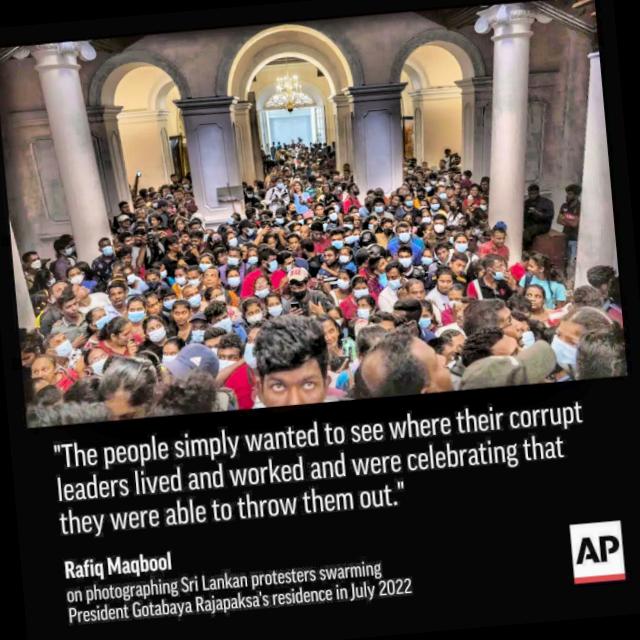 "The people simply wanted to see where their corrupt
leaders lived and worked and were celebrating that
they were able to throw them out."
Rafiq Maqbool
on photographing Sri Lankan protesters swarming
President Gotabaya Rajapaksa's residence in July 2022
AP